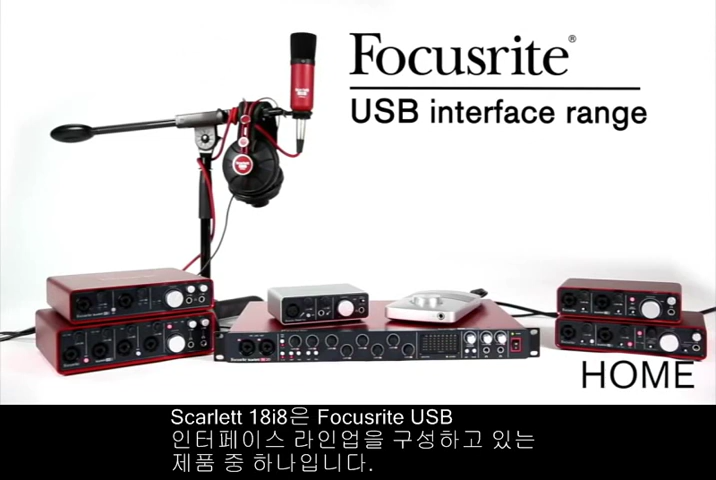 Focusrite®
USB interface range
HOME
Scarlett 18i8은 Focusrite USB
인터페이스 라인업을 구성하고 있는
제품 중 하나입니다.